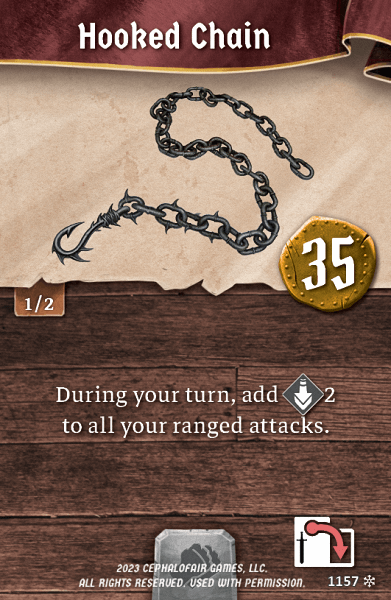 Hooked Chain
35
1/2
During your turn, add 2
to all your ranged attacks.
2023 CEPHALOFAIR GAMES, LLC.
ALL RIGHTS RESERVED. USED WITH PERMISSION.
1157